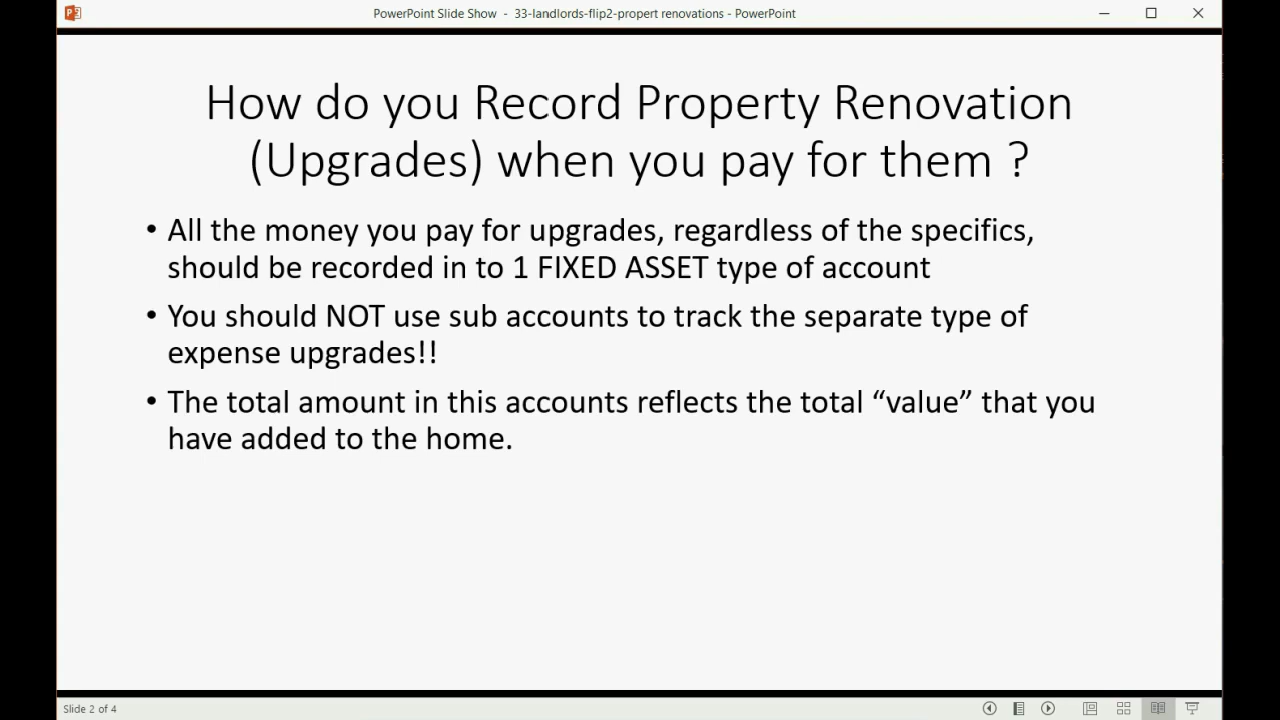 PowerPoint Slide Show - 33-landlords-flip2-propert renovations - PowerPoint
How do you Record Property Renovation
(Upgrades) when you pay for them ?
• All the money you pay for upgrades, regardless of the specifics,
should be recorded in to 1 FIXED ASSET type of account
• You should NOT use sub accounts to track the separate type of
expense upgrades!!
• The total amount in this accounts reflects the total “value” that you
have added to the home.
Slide 2 of 4